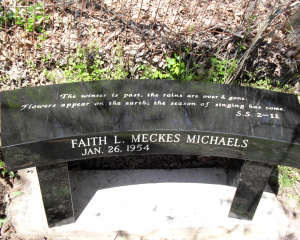 The winter is past, the rains are over & gone.
Flowers appear on the earth; the season of singing has come.
S.S. 2-11
FAITH L. MECKES MICHAELS
JAN. 26, 1954